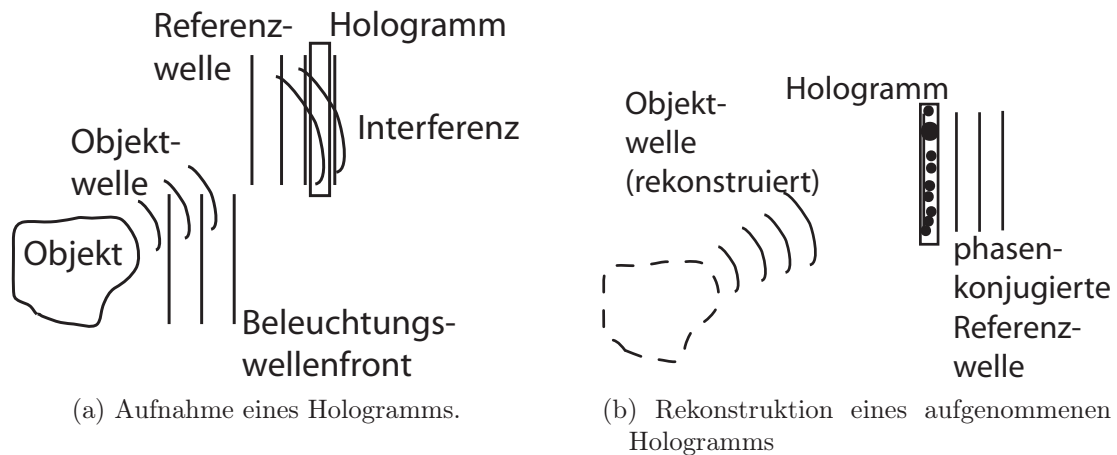 Referenz-
welle
Hologramm
Interferenz
Objekt-
welle
Objekt
Beleuchtungs-
wellenfront
(a) Aufnahme eines Hologramms.
Hologramm
Objekt-
welle
(rekonstruiert)
phasen-
konjugierte
Referenz-
welle
(b) Rekonstruktion eines aufgenommenen
Hologramms